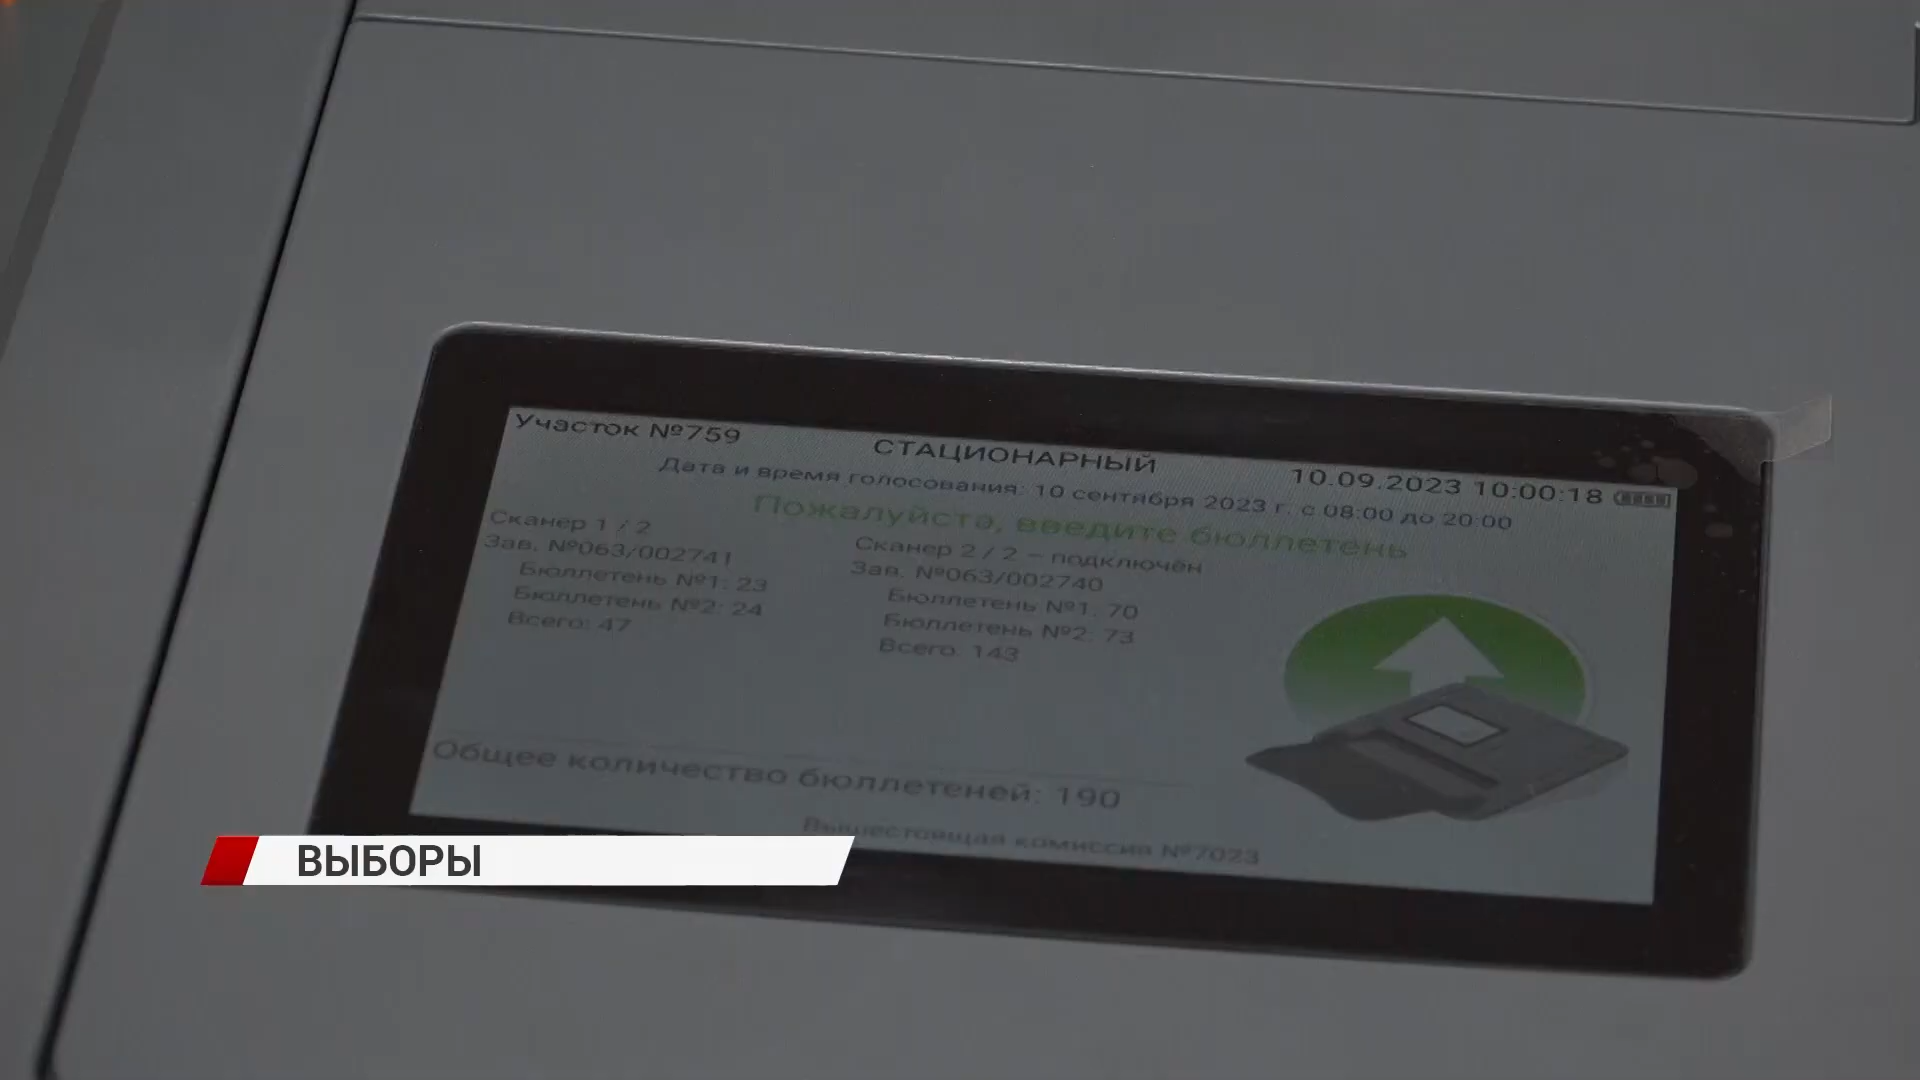 Участок №759
СТАЦИОНАРНЫЙ
10.09.2023 10:00:18
Дата и время голосования: 10 сентября 2023 г. с 08:00 до 20:00
Пожалуйста, введите бюллетень
Сканер 1 / 2
Зав. №063/002741
Бюллетень №1: 23
Бюллетень №2: 24
Всего: 47
Сканер 2 / 2 – подключен
Зав. №063/002740
Бюллетень №1: 70
Бюллетень №2: 73
Всего: 143
Общее количество бюллетеней: 190
Вышестоящая комиссия №7023
ВЫБОРЫ